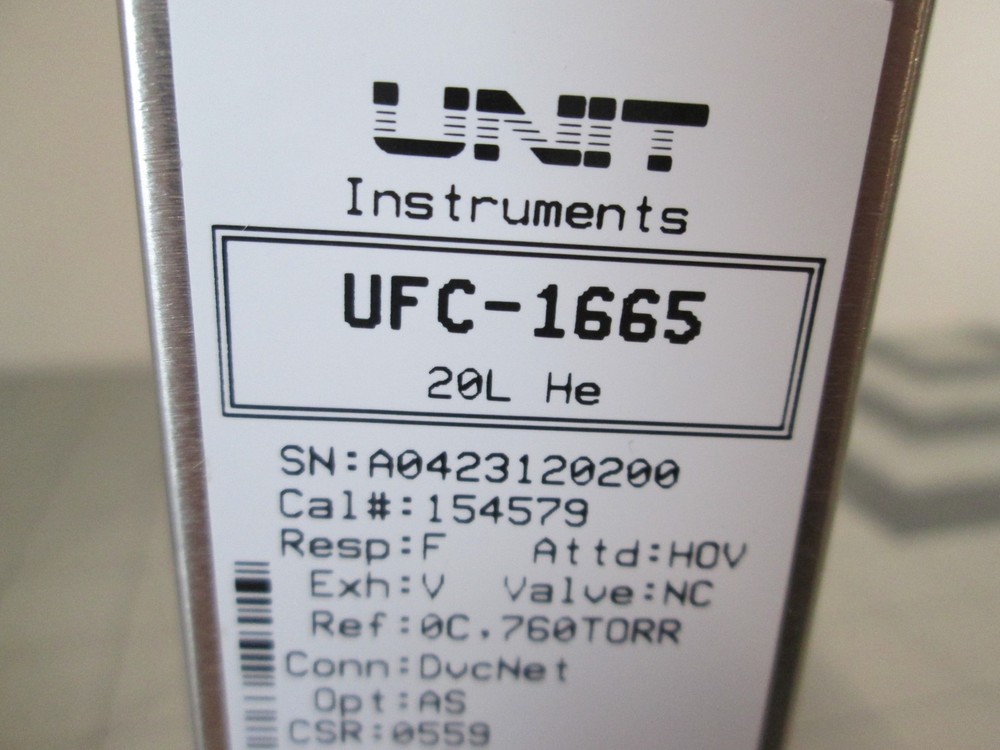 UNIT
Instruments
UFC-1665
20L He
SN:A0423120200
Cal#:154579
Resp:F Attd:HOV
Exh:V Valve:NC
Ref:0C,760TORR
Conn:DvcNet
Opt:AS
CSR:0559